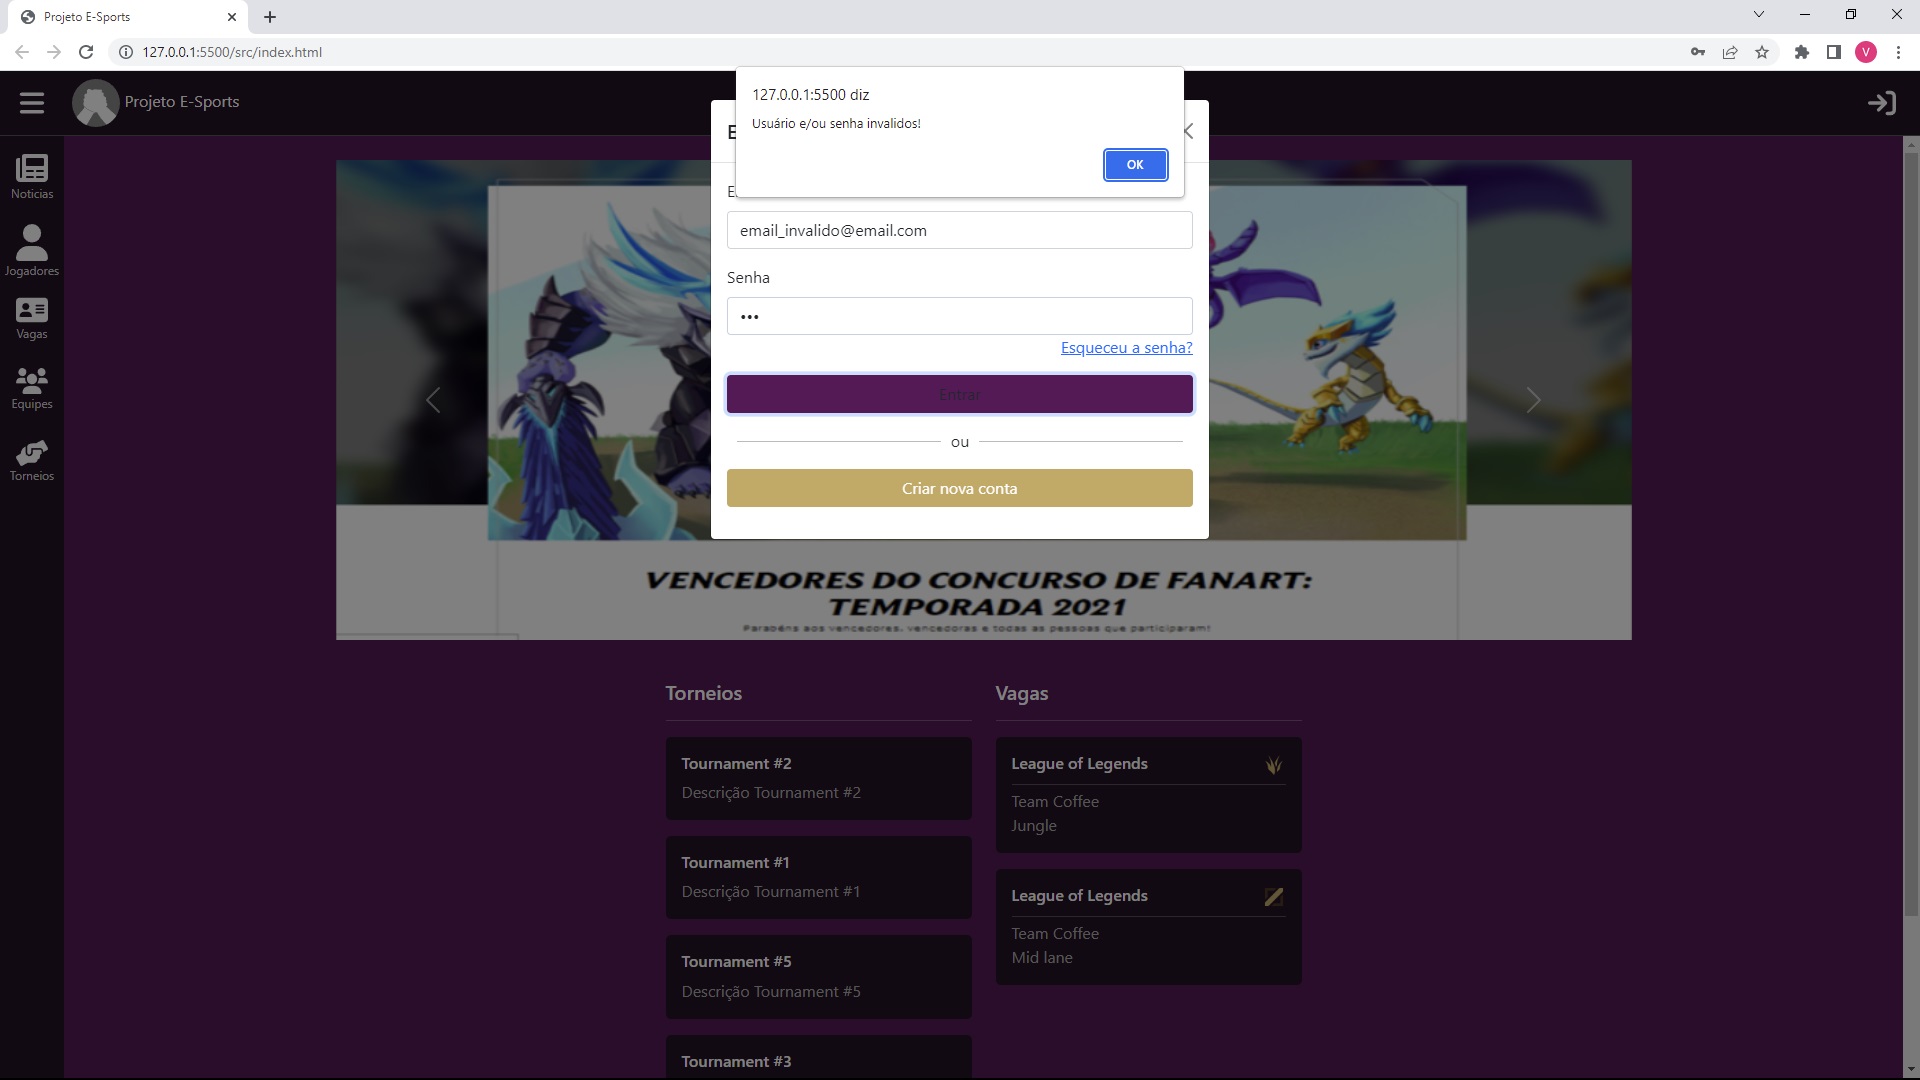 Projeto E-Sports
127.0.0.1:5500/src/index.html
V
Projeto E-Sports
127.0.0.1:5500 diz
Usuário e/ou senha invalidos!
OK
Notícias
Jogadores
Vagas
Equipes
Torneios
email_invalido@email.com
Senha
•••
Esqueceu a senha?
Entrar
ou
Criar nova conta
VENCEDORES DO CONCURSO DE FANART:
TEMPORADA 2021
Parabéns aos vencedores, vencedoras e todas as pessoas que participaram!
Torneios
Tournament #2
Descrição Tournament #2
Tournament #1
Descrição Tournament #1
Tournament #5
Descrição Tournament #5
Tournament #3
Vagas
League of Legends
Team Coffee
Jungle
League of Legends
Team Coffee
Mid lane